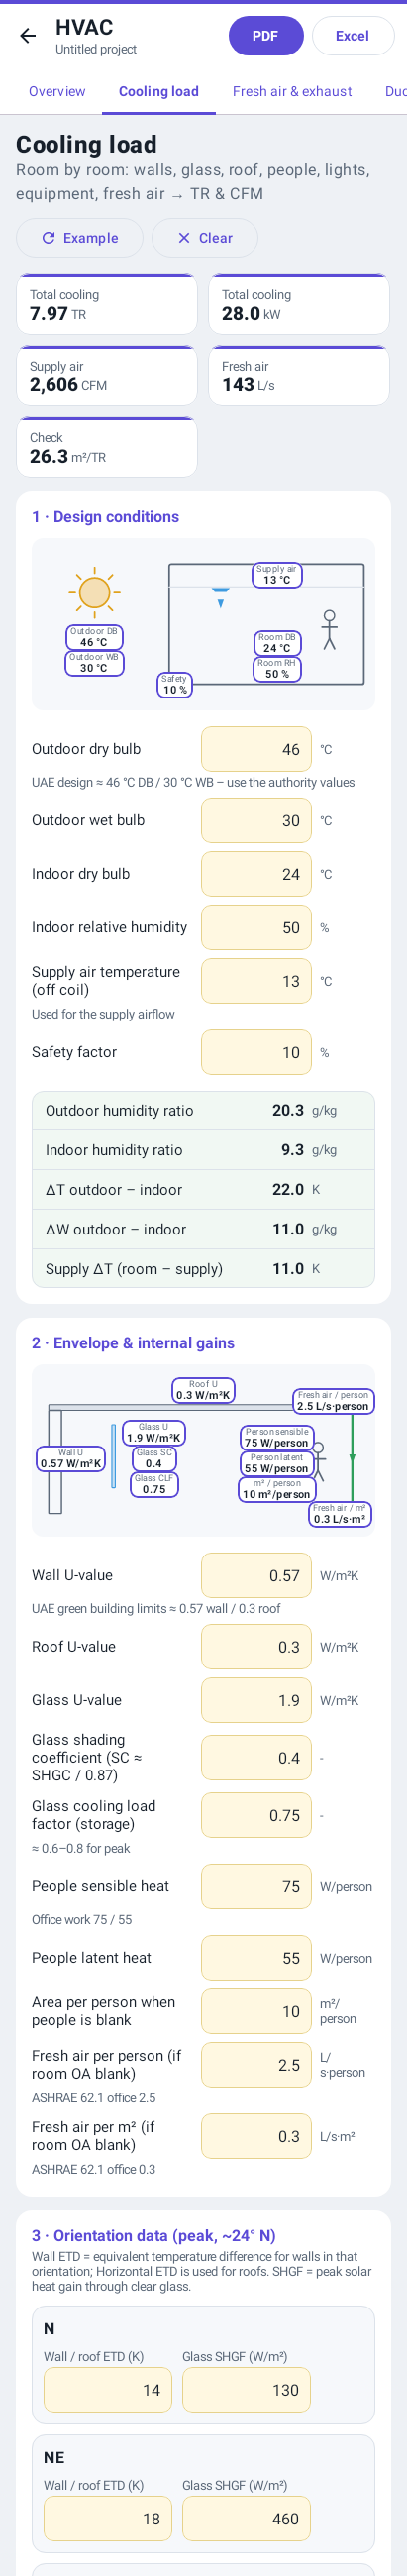 HVAC
Untitled project
PDF
Excel
Overview
Cooling load
Fresh air & exhaust
Duc
Cooling load
Room by room: walls, glass, roof, people, lights,
equipment, fresh air → TR & CFM
Example
Clear
Total cooling
7.97 TR
Total cooling
28.0 kW
Supply air
2,606 CFM
Fresh air
143 L/s
Check
26.3 m²/TR
1 · Design conditions
Supply air
13 °C
Outdoor DB
46 °C
Outdoor WB
30 °C
Room DB
24 °C
Room RH
50 %
Safety
10 %
Outdoor dry bulb 46 °C
UAE design ≈ 46 °C DB / 30 °C WB – use the authority values
Outdoor wet bulb 30 °C
Indoor dry bulb 24 °C
Indoor relative humidity 50 %
Supply air temperature
(off coil) 13 °C
Used for the supply airflow
Safety factor 10 %
Outdoor humidity ratio 20.3 g/kg
Indoor humidity ratio 9.3 g/kg
ΔT outdoor – indoor 22.0 K
ΔW outdoor – indoor 11.0 g/kg
Supply ΔT (room – supply) 11.0 K
2 · Envelope & internal gains
Roof U
0.3 W/m²K
Fresh air / person
2.5 L/s·person
Glass U
1.9 W/m²K
Wall U
0.57 W/m²K
Glass SC
0.4
Glass CLF
0.75
Person sensible
75 W/person
Person latent
55 W/person
m² / person
10 m²/person
Fresh air / m²
0.3 L/s·m²
Wall U-value 0.57 W/m²K
UAE green building limits ≈ 0.57 wall / 0.3 roof
Roof U-value 0.3 W/m²K
Glass U-value 1.9 W/m²K
Glass shading
coefficient (SC ≈
SHGC / 0.87) 0.4 -
Glass cooling load
factor (storage) 0.75 -
≈ 0.6–0.8 for peak
People sensible heat 75 W/person
Office work 75 / 55
People latent heat 55 W/person
Area per person when
people is blank 10 m²/
person
Fresh air per person (if
room OA blank) 2.5 L/
s·person
ASHRAE 62.1 office 2.5
Fresh air per m² (if
room OA blank) 0.3 L/s·m²
ASHRAE 62.1 office 0.3
3 · Orientation data (peak, ~24° N)
Wall ETD = equivalent temperature difference for walls in that
orientation; Horizontal ETD is used for roofs. SHGF = peak solar
heat gain through clear glass.
N
Wall / roof ETD (K) Glass SHGF (W/m²)
14 130
NE
Wall / roof ETD (K) Glass SHGF (W/m²)
18 460